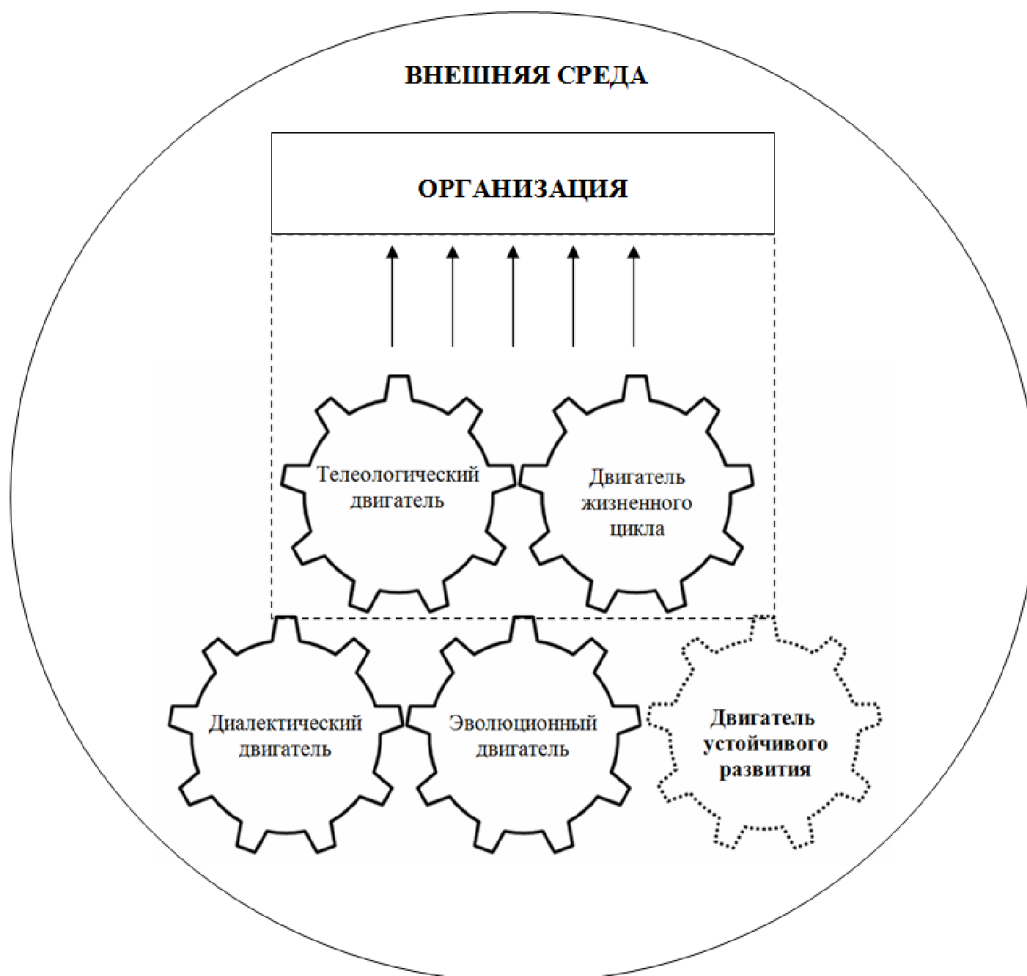 ВНЕШНЯЯ СРЕДА
ОРГАНИЗАЦИЯ
Телеологический
двигатель
Двигатель
жизненного
цикла
Диалектический
двигатель
Эволюционный
двигатель
Двигатель
устойчивого
развития